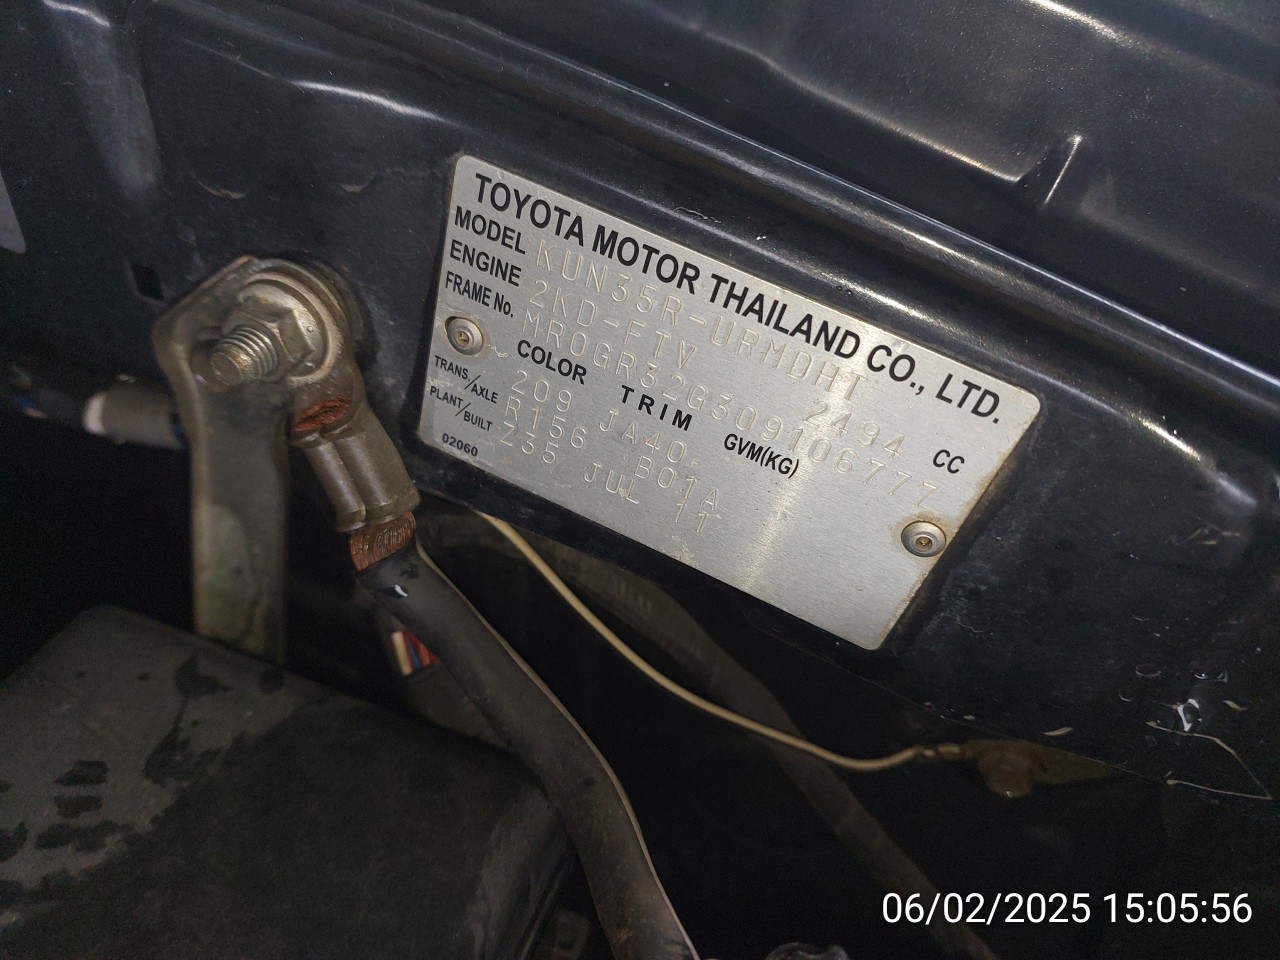 TOYOTA MOTOR THAILAND CO., LTD.
MODEL KUN35R-URMDHT
ENGINE 2KD-FTV 2494 CC
FRAME No. MR0GR32G309106777
COLOR TRIM GVM(KG)
209 JA40
TRANS/AXLE R156 B01A
PLANT/BUILT Z35/JUL 11
02060
06/02/2025 15:05:56